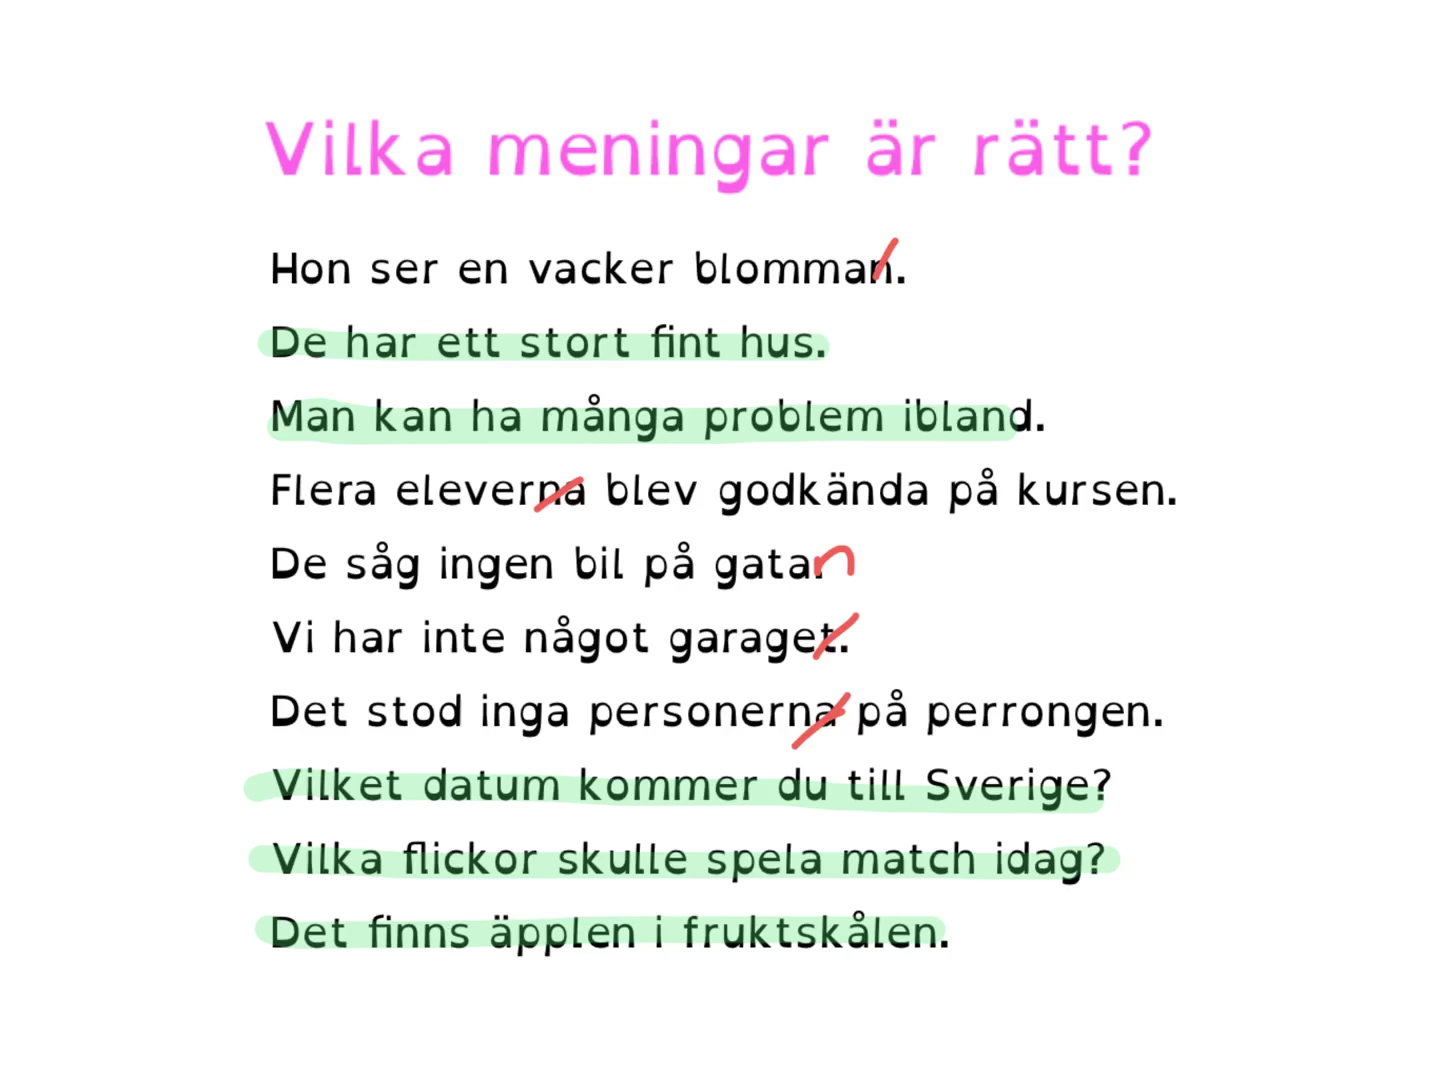 Vilka meningar är rätt?
Hon ser en vacker blomman.
De har ett stort fint hus.
Man kan ha många problem ibland.
Flera eleverna blev godkända på kursen.
De såg ingen bil på gatan
Vi har inte något garaget.
Det stod inga personerna på perrongen.
Vilket datum kommer du till Sverige?
Vilka flickor skulle spela match idag?
Det finns äpplen i fruktskålen.